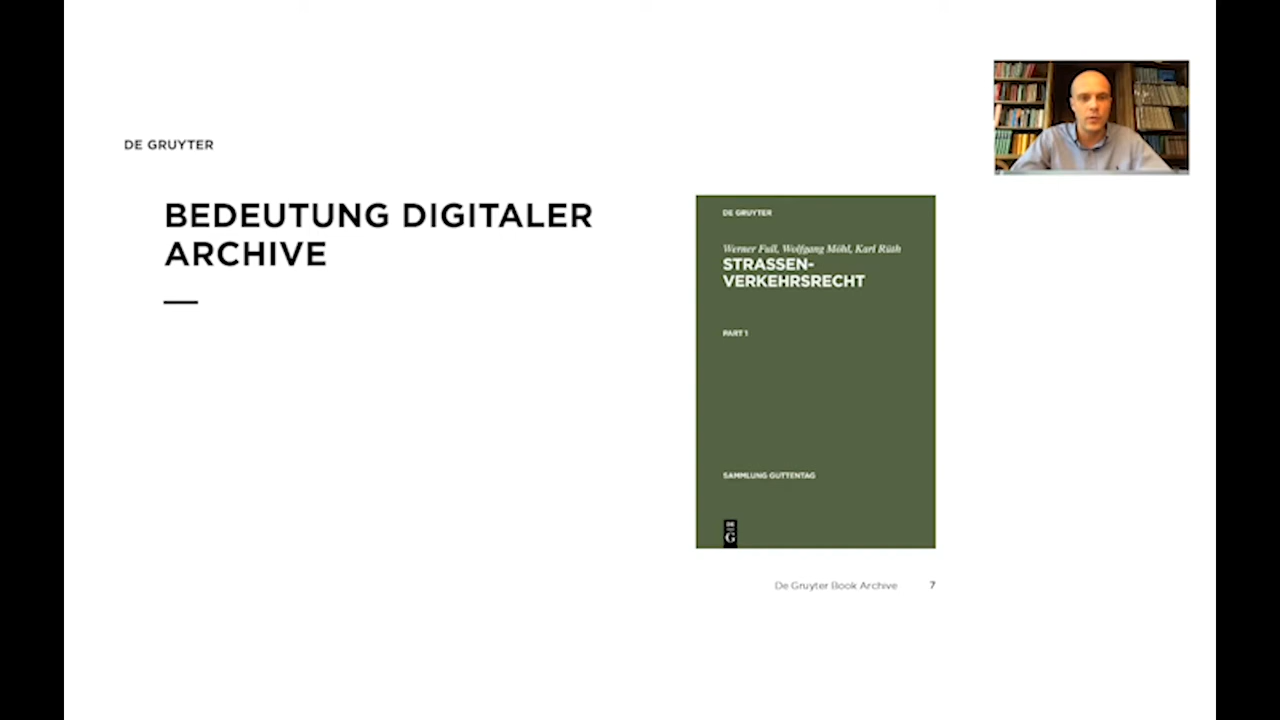 DE GRUYTER
BEDEUTUNG DIGITALER
ARCHIVE
DE GRUYTER
Werner Full, Wolfgang Möhl, Karl Rüth
STRASSEN-
VERKEHRSRECHT
PART 1
SAMMLUNG GUTTENTAG
DE
G
De Gruyter Book Archive 7